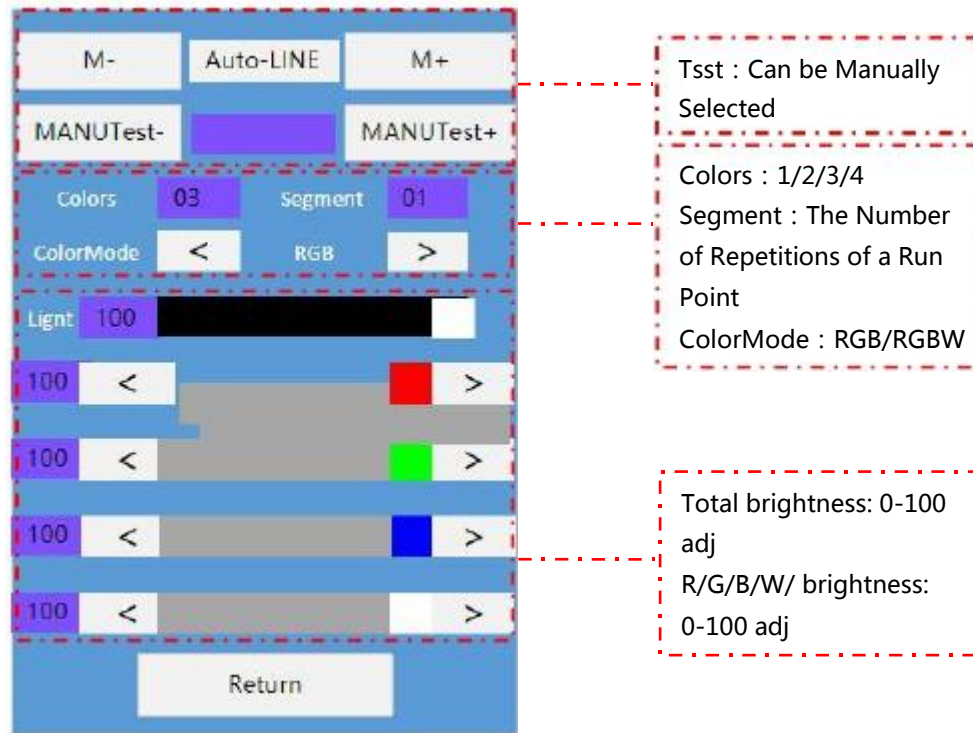 M- Auto-LINE M+
MANUTest- MANUTest+
Colors 03 Segment 01
ColorMode < RGB >
Lignt 100
100 < >
100 < >
100 < >
100 < >
Return
Tsst : Can be Manually
Selected
Colors : 1/2/3/4
Segment : The Number
of Repetitions of a Run
Point
ColorMode : RGB/RGBW
Total brightness: 0-100
adj
R/G/B/W/ brightness:
0-100 adj